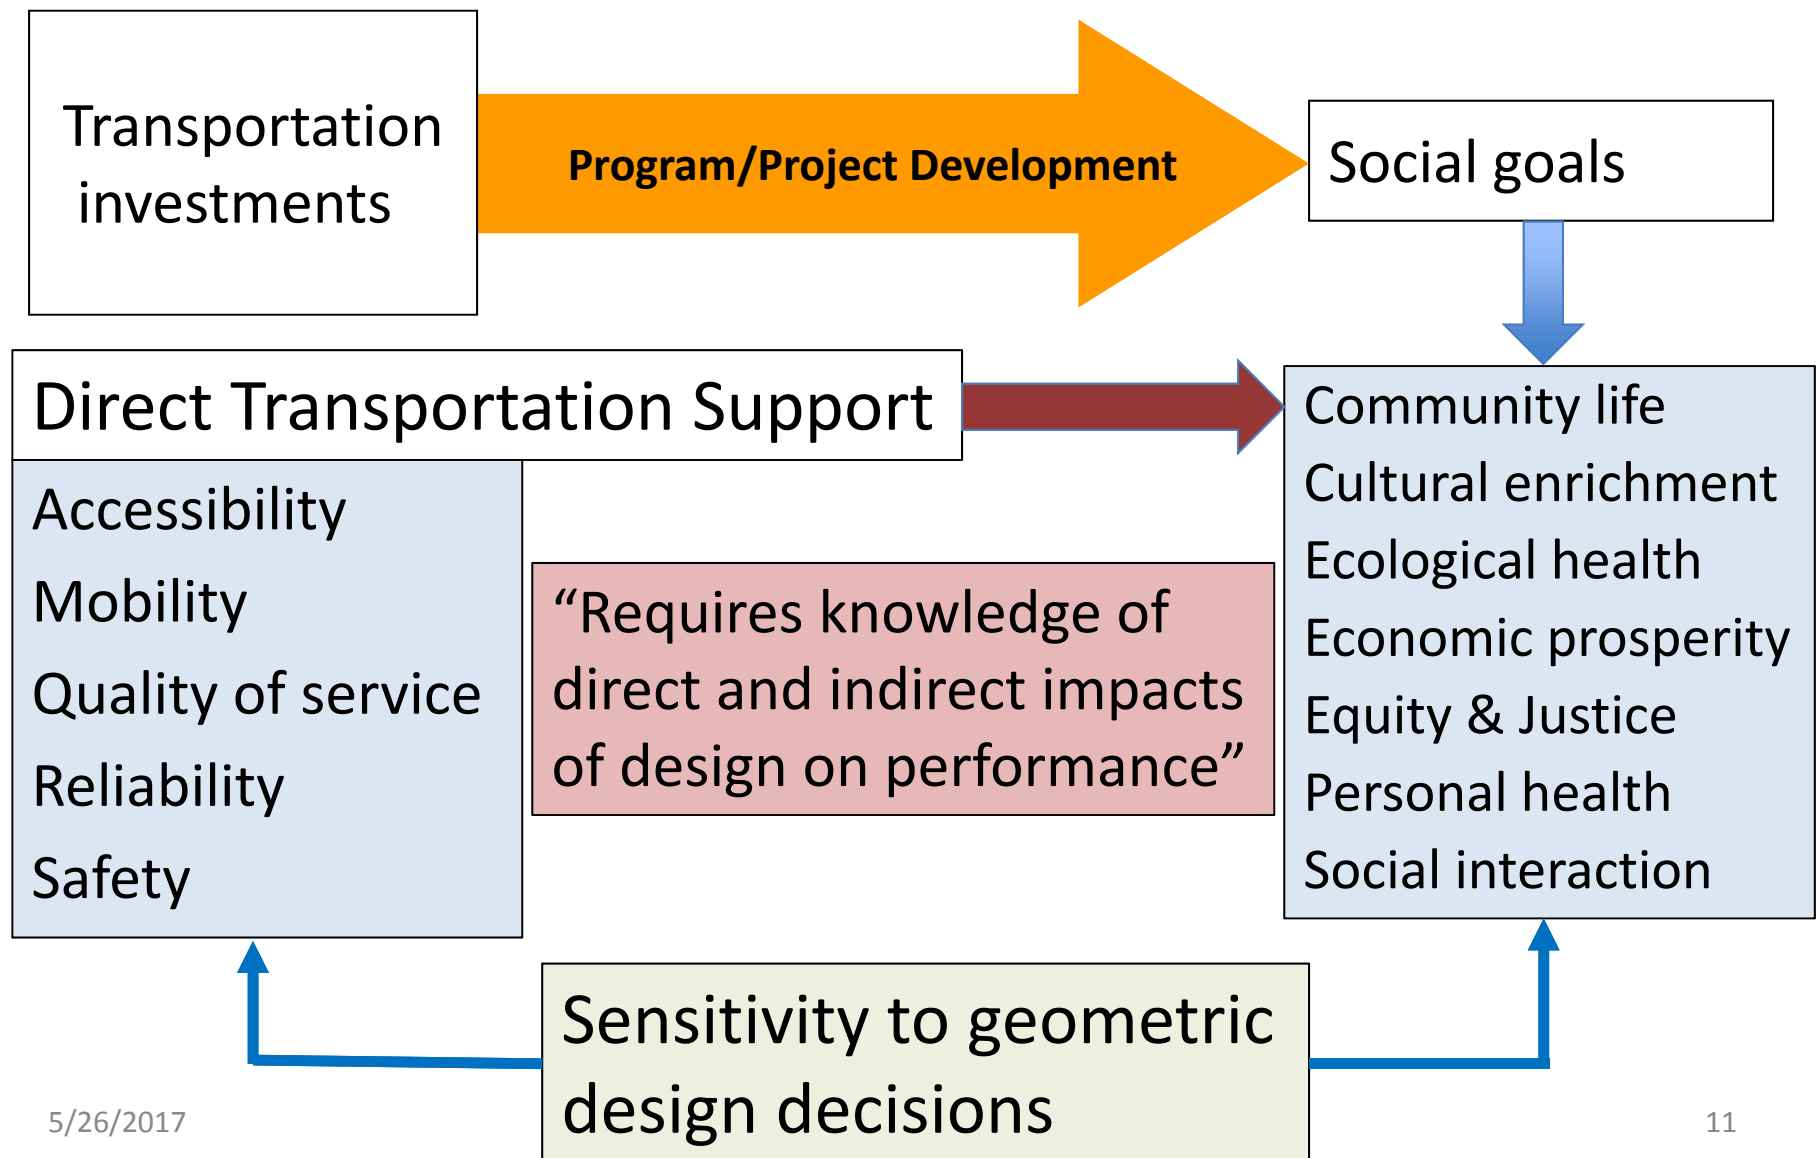 Transportation
investments
Program/Project Development
Social goals
Direct Transportation Support
Accessibility
Mobility
Quality of service
Reliability
Safety
“Requires knowledge of
direct and indirect impacts
of design on performance”
Community life
Cultural enrichment
Ecological health
Economic prosperity
Equity & Justice
Personal health
Social interaction
Sensitivity to geometric
design decisions
5/26/2017
11